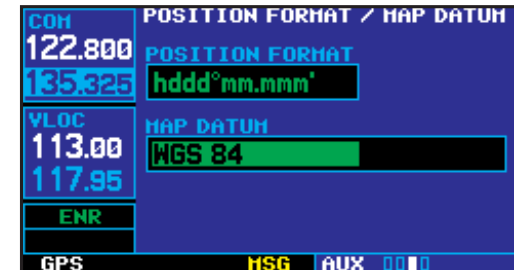 COM
122.800
135.325
VLOC
113.00
117.95
ENR
POSITION FORMAT / MAP DATUM
POSITION FORMAT
hddd°mm.mmm'
MAP DATUM
WGS 84
GPS MSG AUX